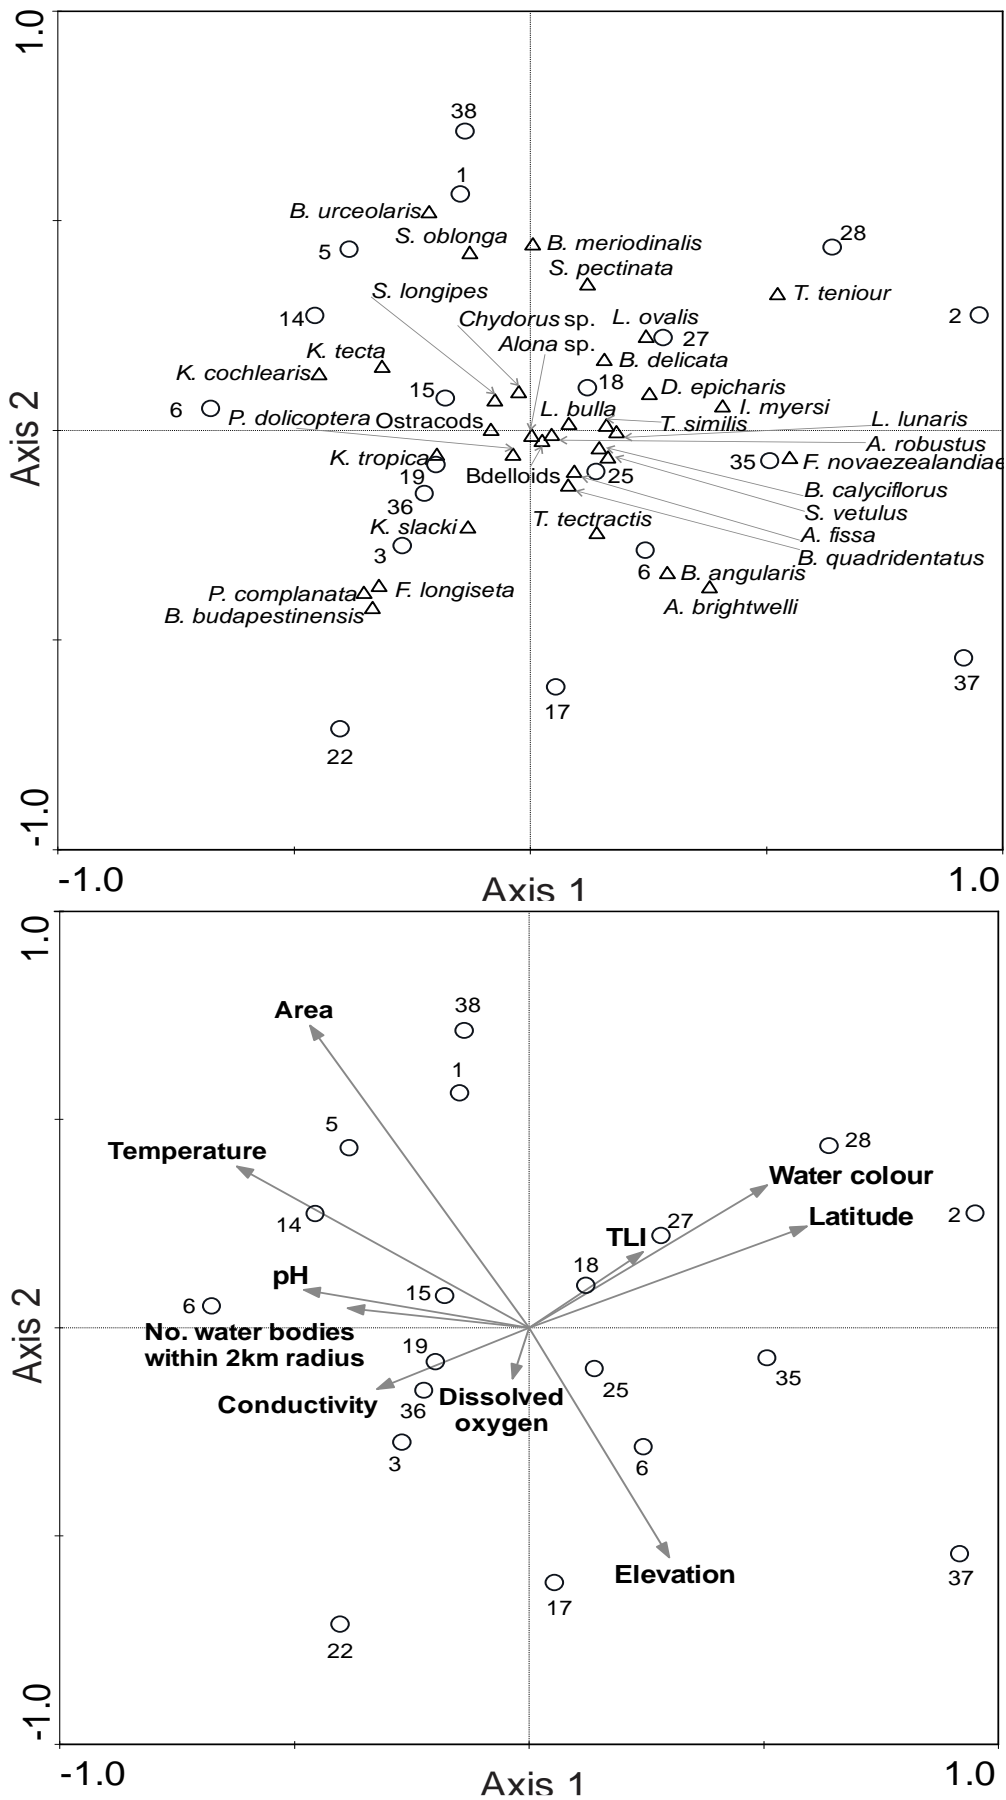 1.0
38
1
B. urceolaris
S. oblonga
5
B. meriodinalis
28
S. pectinata
S. longipes
T. teniour
14
Chydorus sp.
L. ovalis
2
Alona sp.
27
K. tecta
B. delicata
K. cochlearis
15
18
D. epicharis
6
L. bulla
I. myersi
P. dolicoptera
Ostracods
T. similis
L. lunaris
Axis 2
A. robustus
K. tropica
35
F. novaezealandiae
19
Bdelloids
25
B. calyciflorus
36
S. vetulus
K. slacki
T. tectractis
A. fissa
3
B. quadridentatus
6
B. angularis
P. complanata
F. longiseta
A. brightwelli
B. budapestinensis
37
17
22
-1.0
-1.0
Axis 1
1.0
1.0
Area
38
1
5
28
Temperature
Water colour
27
Latitude
2
14
TLI
18
pH
15
6
Axis 2
No. water bodies
within 2km radius
19
35
Conductivity
36
Dissolved
oxygen
25
3
6
Elevation
37
17
22
-1.0
-1.0
Axis 1
1.0